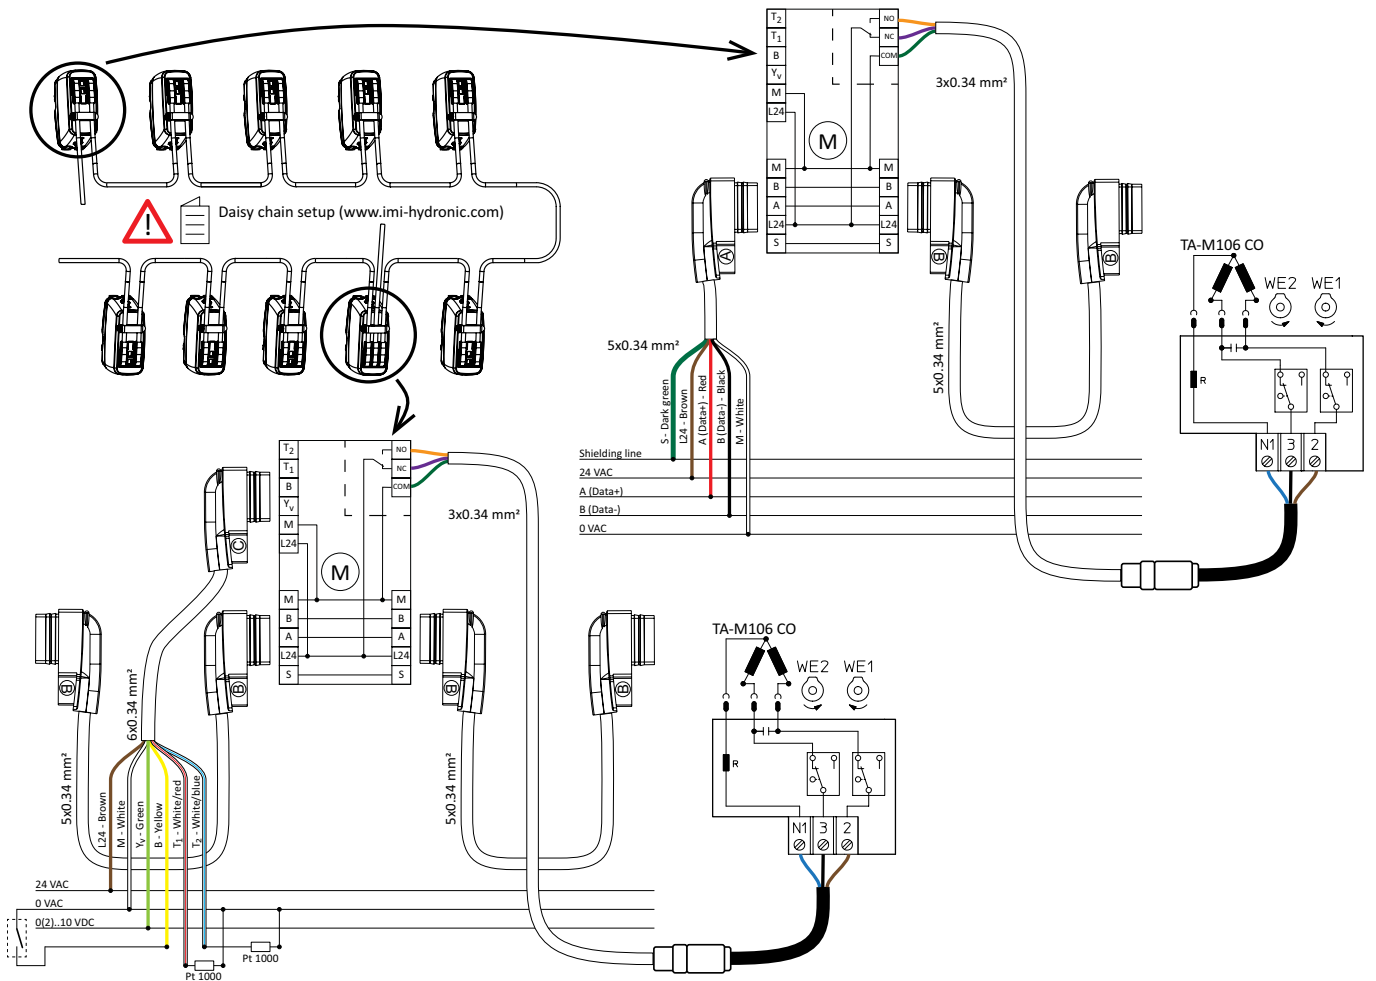 T2
T1
B
Yv
M
L24
NO
NC
COM
3x0.34 mm²
M
M
M
B
B
A
A
L24
L24
S
S
A
B
B
Daisy chain setup (www.imi-hydronic.com)
5x0.34 mm²
S - Dark green
L24 - Brown
A (Data+) - Red
B (Data-) - Black
M - White
5x0.34 mm²
Shielding line
24 VAC
A (Data+)
B (Data-)
0 VAC
TA-M106 CO
WE2
WE1
R
N1
3
2
T2
T1
B
Yv
M
L24
NO
NC
COM
3x0.34 mm²
M
M
M
B
B
A
A
L24
L24
S
S
C
B
B
B
B
6x0.34 mm²
5x0.34 mm²
L24 - Brown
M - White
Yv - Green
B - Yellow
T1 - White/red
T2 - White/blue
5x0.34 mm²
24 VAC
0 VAC
0(2)..10 VDC
Pt 1000
Pt 1000
TA-M106 CO
WE2
WE1
R
N1
3
2